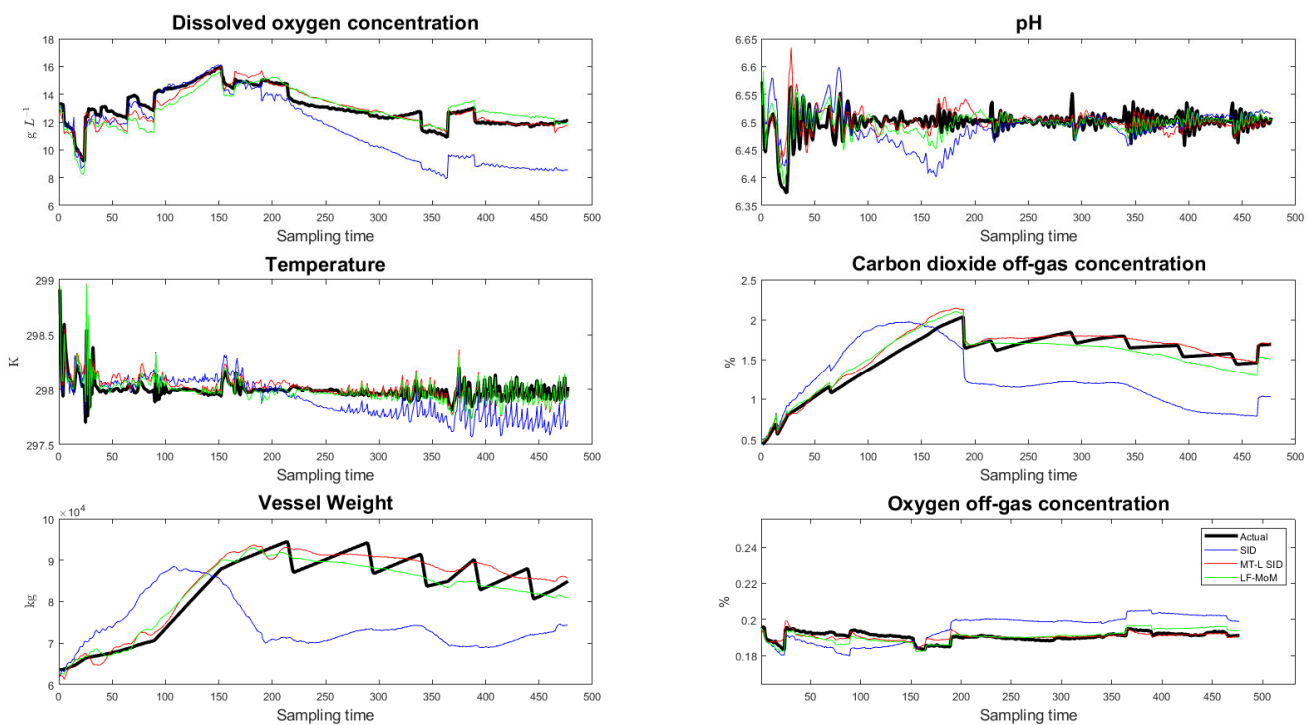 Dissolved oxygen concentration
18
16
14
12
10
8
6
g L⁻¹
0 50 100 150 200 250 300 350 400 450 500
Sampling time
pH
6.65
6.6
6.55
6.5
6.45
6.4
6.35
0 50 100 150 200 250 300 350 400 450 500
Sampling time
Temperature
299
298.5
298
297.5
K
0 50 100 150 200 250 300 350 400 450 500
Sampling time
Carbon dioxide off-gas concentration
2.5
2
1.5
1
0.5
%
0 50 100 150 200 250 300 350 400 450 500
Sampling time
Vessel Weight
×10⁴
10
9
8
7
6
kg
0 50 100 150 200 250 300 350 400 450 500
Sampling time
Oxygen off-gas concentration
0.24
0.22
0.2
0.18
%
Actual
SID
MT-L SID
LF-MoM
50 100 150 200 250 300 350 400 450 500
Sampling time